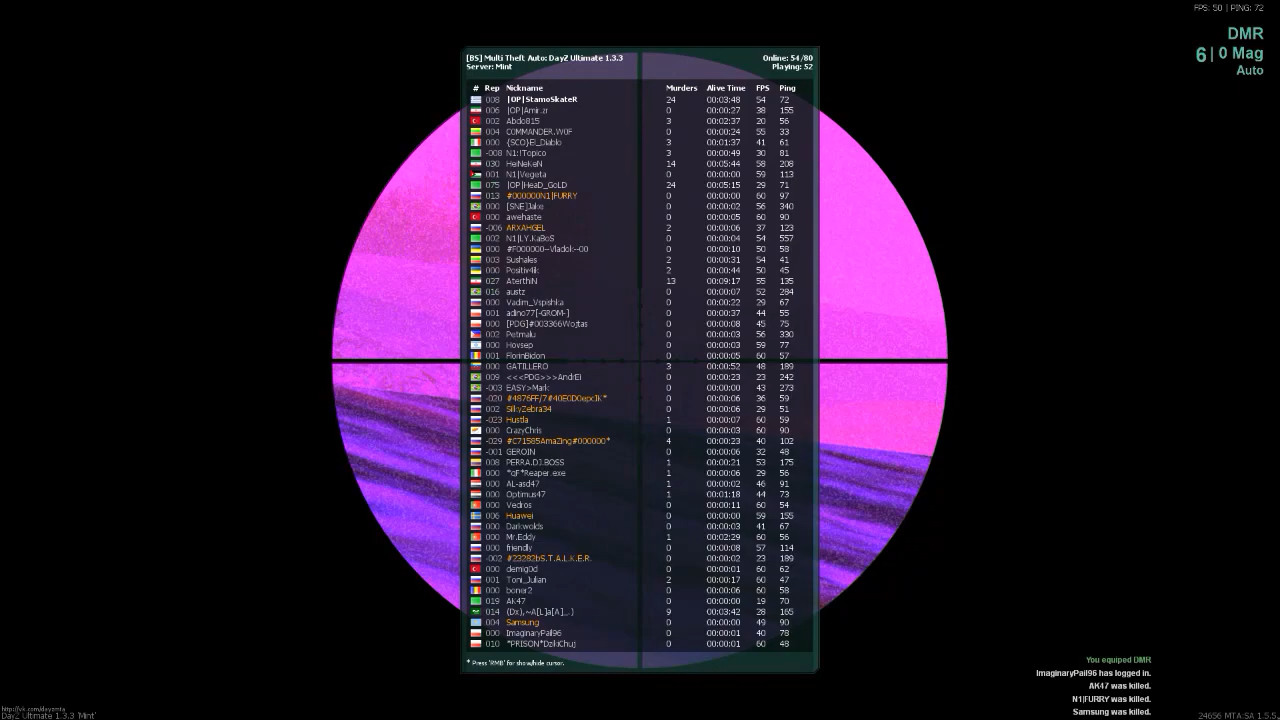 FPS: 50 | PING: 72
DMR
6| 0 Mag
Auto
[BS] Multi Theft Auto: DayZ Ultimate 1.3.3 Online: 54/80
Server: Mint Playing: 52
# Rep Nickname Murders Alive Time FPS Ping
008 |OP|StamoSkateR 24 00:03:48 54 72
006 |OP|Amir.zr 0 00:00:27 38 155
002 Abdo815 3 00:02:37 20 56
004 C0MMANDER.W0F 0 00:00:24 55 33
000 {SCO}El_Diablo 3 00:01:37 41 61
-008 N1:!Topico 3 00:00:49 30 81
030 HeiNeKeN 14 00:05:44 58 208
001 N1|Vegeta 0 00:00:00 59 113
075 |OP|HeaD_GoLD 24 00:05:15 29 71
013 #000000N1|FURRY 0 00:00:00 60 97
000 [SNE]Jake 0 00:00:02 56 340
000 awehaste 0 00:00:05 60 90
-006 ARXAHGEL 2 00:00:06 37 123
002 N1|LY.KaBoS 0 00:00:04 54 557
000 #F000000--Vladok--00 0 00:00:10 50 58
003 Sushales 2 00:00:31 54 41
000 Positiv4ik 2 00:00:44 50 45
027 AterthiN 13 00:09:17 55 135
016 austz 0 00:00:07 52 284
000 Vadim_Vspishka 0 00:00:22 29 67
001 adino77[-GROM-] 0 00:00:37 44 55
000 [PDG]#003366Wojtas 0 00:00:08 45 75
002 Petmalu 0 00:00:03 56 330
000 Hovsep 0 00:00:03 59 77
001 FlorinBidon 0 00:00:05 60 57
000 GATILLERO 3 00:00:52 48 189
009 <<<PDG>>>AndrEi 0 00:00:23 23 242
-003 EASY>Mark 0 00:00:00 43 273
-020 #4876FF/7#40E0D0epcIK* 0 00:00:06 36 59
002 SilkyZebra34 0 00:00:06 29 51
-023 Hustla 1 00:00:07 60 59
000 CrazyChris 0 00:00:03 60 90
-029 #C71585AmaZing#000000* 4 00:00:23 40 102
-001 GEROIN 0 00:00:06 32 48
008 PERRA.DJ.BOSS 1 00:00:21 53 175
000 *qF*Reaper.exe 1 00:00:06 29 56
000 AL-asd47 1 00:00:02 46 91
000 Optimus47 1 00:01:18 44 73
000 Vedros 0 00:00:11 60 54
006 Huawei 0 00:00:00 59 155
000 Darkwolds 0 00:00:03 41 67
000 Mr.Eddy 1 00:02:29 60 56
000 friendly 0 00:00:08 57 114
-002 #232826S.T.A.L.K.E.R. 0 00:00:02 23 189
000 demig0d 0 00:00:01 60 62
001 Toni_Julian 2 00:00:17 60 47
000 boner2 0 00:00:06 60 58
019 AK47 0 00:00:00 19 70
014 (Dx),~A[L]a[A]_.) 9 00:03:42 28 165
004 Samsung 0 00:00:00 49 90
000 ImaginaryPail96 0 00:00:01 40 78
010 *PRISON*DzikiChuj 0 00:00:01 60 48
* Press 'RMB' for show/hide cursor.
You equiped DMR
ImaginaryPail96 has logged in.
AK47 was killed.
N1|FURRY was killed.
Samsung was killed.
http://vk.com/dayzmta
DayZ Ultimate 1.3.3 'Mint'
24656 MTA:SA 1.5.5